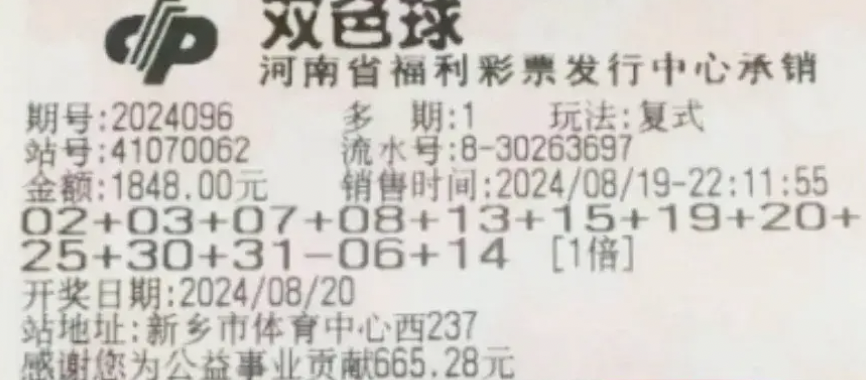 双色球
河南省福利彩票发行中心承销
期号:2024096 多 期:1 玩法:复式
站号:41070062 流水号:8-30263697
金额:1848.00元 销售时间:2024/08/19-22:11:55
02+03+07+08+13+15+19+20+
25+30+31-06+14 [1倍]
开奖日期:2024/08/20
站地址:新乡市体育中心西237
感谢您为公益事业贡献665.28元